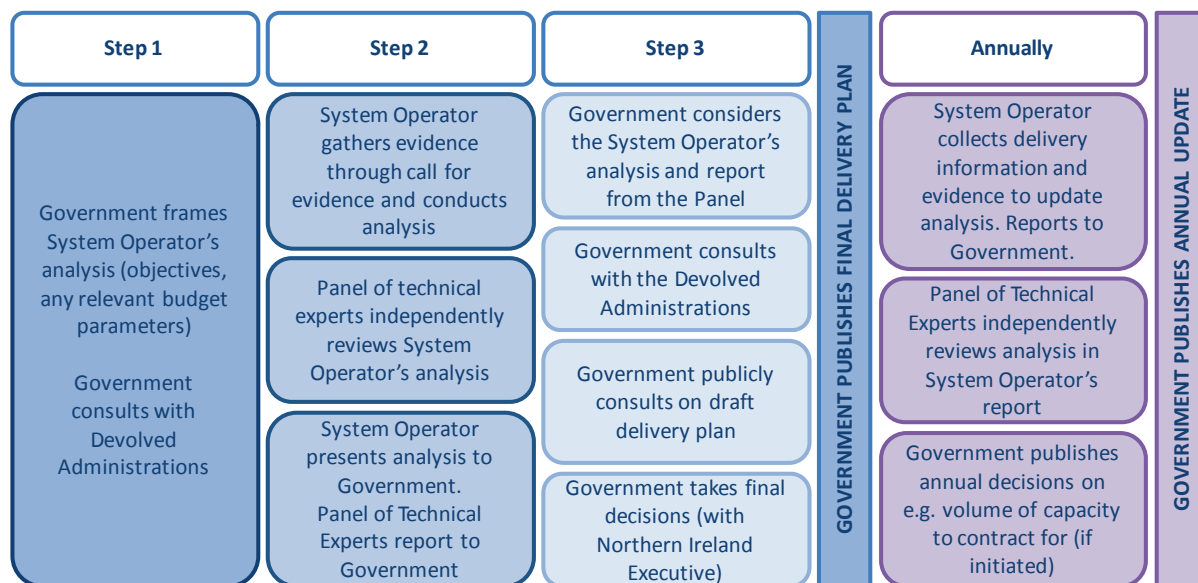 Step 1
Government frames
System Operator's
analysis (objectives,
any relevant budget
parameters)
Government
consults with
Devolved
Administrations
Step 2
System Operator
gathers evidence
through call for
evidence and conducts
analysis
Panel of technical
experts independently
reviews System
Operator's analysis
System Operator
presents analysis to
Government.
Panel of Technical
Experts report to
Government
Step 3
Government considers
the System Operator's
analysis and report
from the Panel
Government consults
with the Devolved
Administrations
Government publicly
consults on draft
delivery plan
Government takes final
decisions (with
Northern Ireland
Executive)
GOVERNMENT PUBLISHES FINAL DELIVERY PLAN
Annually
System Operator
collects delivery
information and
evidence to update
analysis. Reports to
Government.
Panel of Technical
Experts independently
reviews analysis in
System Operator's
report
Government publishes
annual decisions on
e.g. volume of capacity
to contract for (if
initiated)
GOVERNMENT PUBLISHES ANNUAL UPDATE